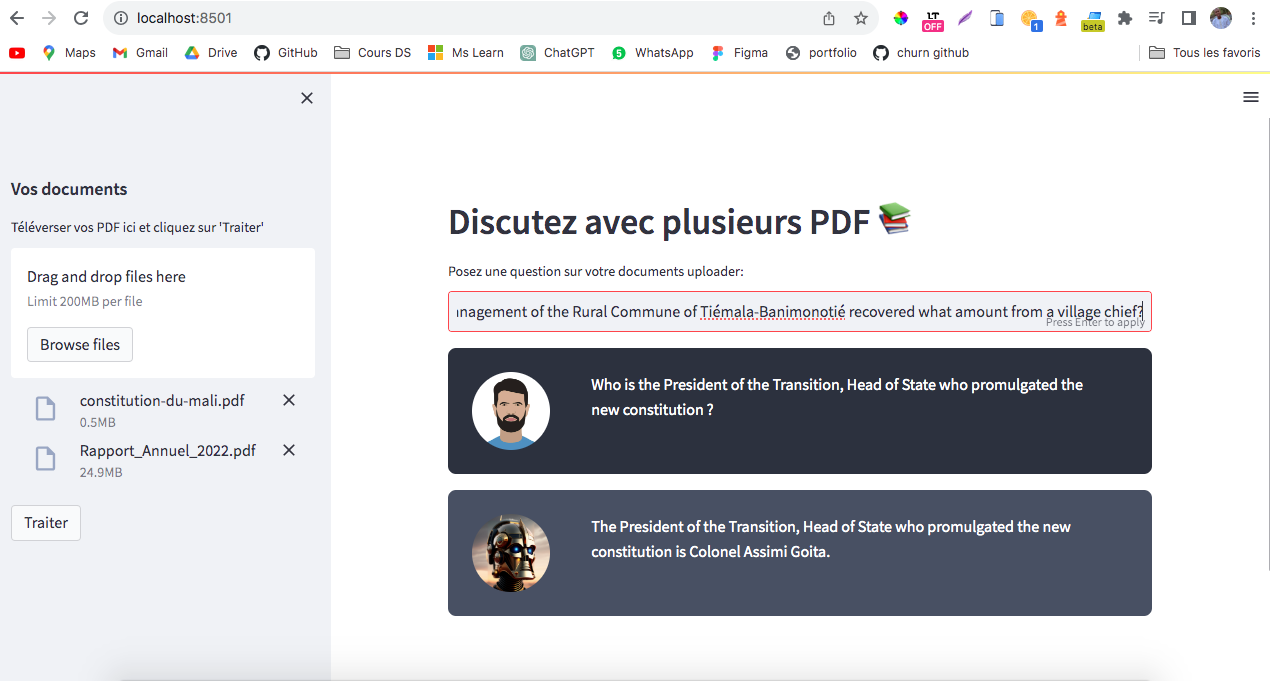 localhost:8501
LT
OFF
1
beta
Maps
Gmail
Drive
GitHub
Cours DS
Ms Learn
ChatGPT
5
WhatsApp
Figma
portfolio
churn github
Tous les favoris
Vos documents
Téléverser vos PDF ici et cliquez sur 'Traiter'
Drag and drop files here
Limit 200MB per file
Browse files
constitution-du-mali.pdf
0.5MB
Rapport_Annuel_2022.pdf
24.9MB
Traiter
Discutez avec plusieurs PDF
Posez une question sur votre documents uploader:
nagement of the Rural Commune of Tiémala-Banimonotié recovered what amount from a village chief?
Press Enter to apply
Who is the President of the Transition, Head of State who promulgated the
new constitution ?
The President of the Transition, Head of State who promulgated the new
constitution is Colonel Assimi Goita.